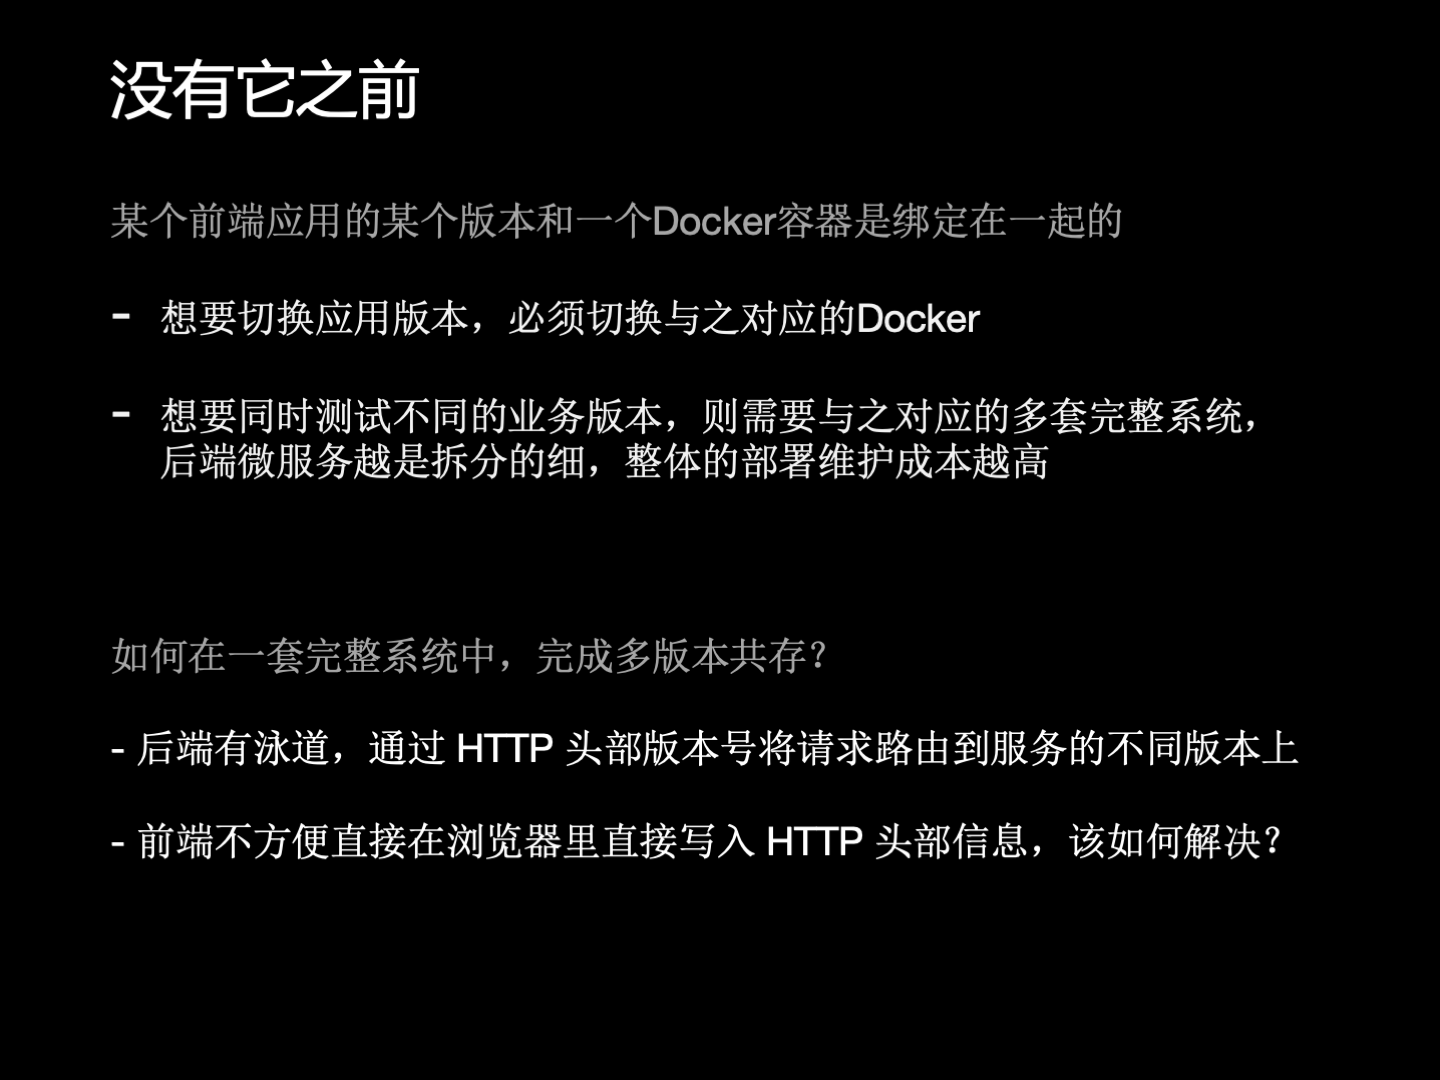 没有它之前
某个前端应用的某个版本和一个Docker容器是绑定在一起的
- 想要切换应用版本，必须切换与之对应的Docker
- 想要同时测试不同的业务版本，则需要与之对应的多套完整系统，
后端微服务越是拆分的细，整体的部署维护成本越高
如何在一套完整系统中，完成多版本共存？
- 后端有泳道，通过 HTTP 头部版本号将请求路由到服务的不同版本上
- 前端不方便直接在浏览器里直接写入 HTTP 头部信息，该如何解决？